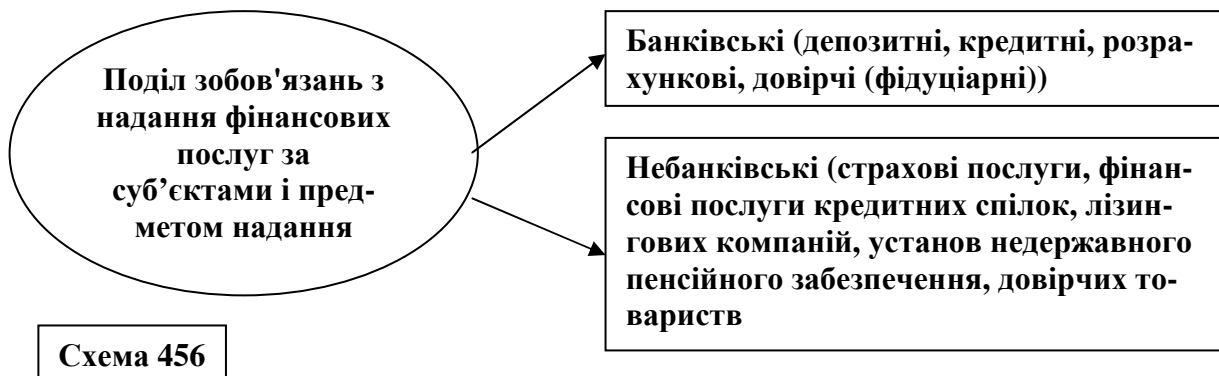 Поділ зобов'язань з
надання фінансових
послуг за
суб’єктами і пред-
метом надання
Банківські (депозитні, кредитні, розра-
хункові, довірчі (фідуціарні))
Небанківські (страхові послуги, фінан-
сові послуги кредитних спілок, лізин-
гових компаній, установ недержавного
пенсійного забезпечення, довірчих то-
вариств
Схема 456